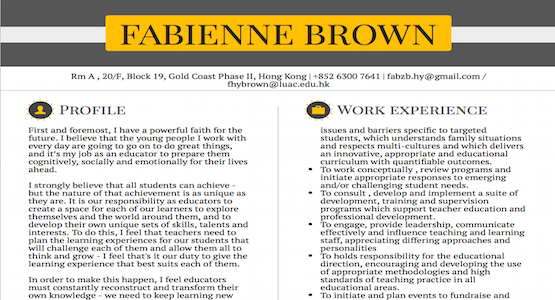 FABIENNE BROWN
Rm A , 20/F, Block 19, Gold Coast Phase II, Hong Kong | +852 6300 7641 | fabzb.hy@gmail.com /
fhybrown@luac.edu.hk
PROFILE
First and foremost, I have a powerful faith for the
future. I believe that the young people I work with
every day are going to go on to do great things,
and it's my job as an educator to prepare them
cognitively, socially and emotionally for their lives
ahead.
I strongly believe that all students can achieve -
but the nature of that achievement is as unique as
they are. It is our responsibility as educators to
create a space for each of our learners to explore
themselves and the world around them, and to
develop their own unique sets of skills, talents and
interests. To do this, I feel that teachers need to
plan the learning experiences for our students that
will challenge each of them and allow them all to
think and grow - I feel that's it our duty to give the
learning experience that best suits each of them.
In order to make this happen, I feel educators
must constantly reconstruct and transform their
own knowledge - we need to keep learning new
WORK EXPERIENCE
issues and barriers specific to targeted
students, which understands family situations
and respects multi-cultures and which delivers
an innovative, appropriate and educational
curriculum with quantifiable outcomes.
• To work conceptually , review programs and
initiate appropriate responses to emerging
and/or challenging student needs.
• To consult , develop and implement a suite of
development, training and supervision
programs which support teacher education and
professional development.
• To engage, provide leadership, communicate
effectively and influence teaching and learning
staff, appreciating differing approaches and
personalities
• To holds responsibility for the educational
direction, encouraging and developing the use
of appropriate methodologies and high
standards of teaching practice in all
educational areas.
• To initiate and plan events to fundraise and